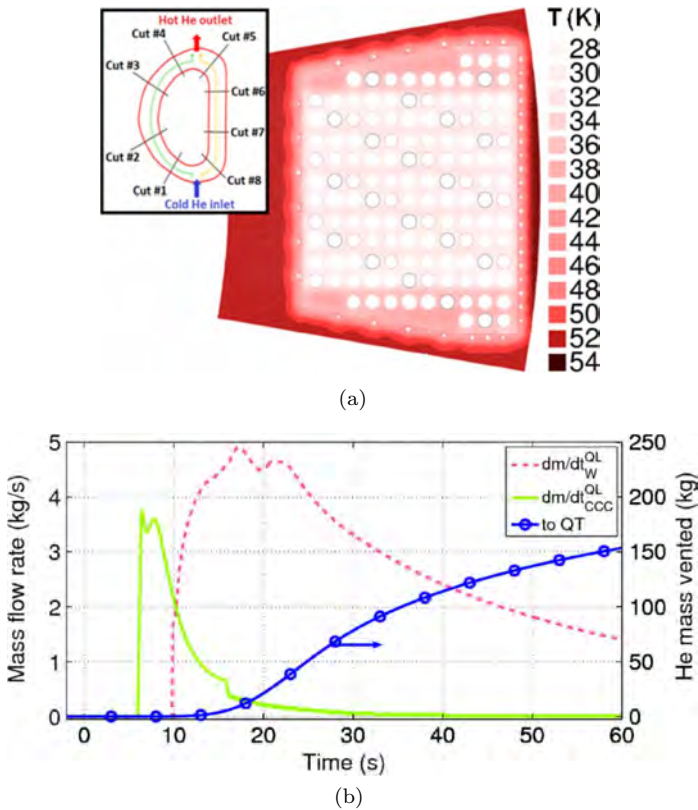 Hot He outlet
Cut #4
Cut #5
Cut #3
Cut #6
Cut #7
Cut #2
Cut #1
Cut #8
Cold He inlet
T (K)
28
30
32
34
36
38
40
42
44
46
48
50
52
54
(a)
Mass flow rate (kg/s)
5
4
3
2
1
0
dm/dt QL W
dm/dt QL CCC
to QT
250
200
150
100
50
0
He mass vented (kg)
0 10 20 30 40 50 60
Time (s)
(b)